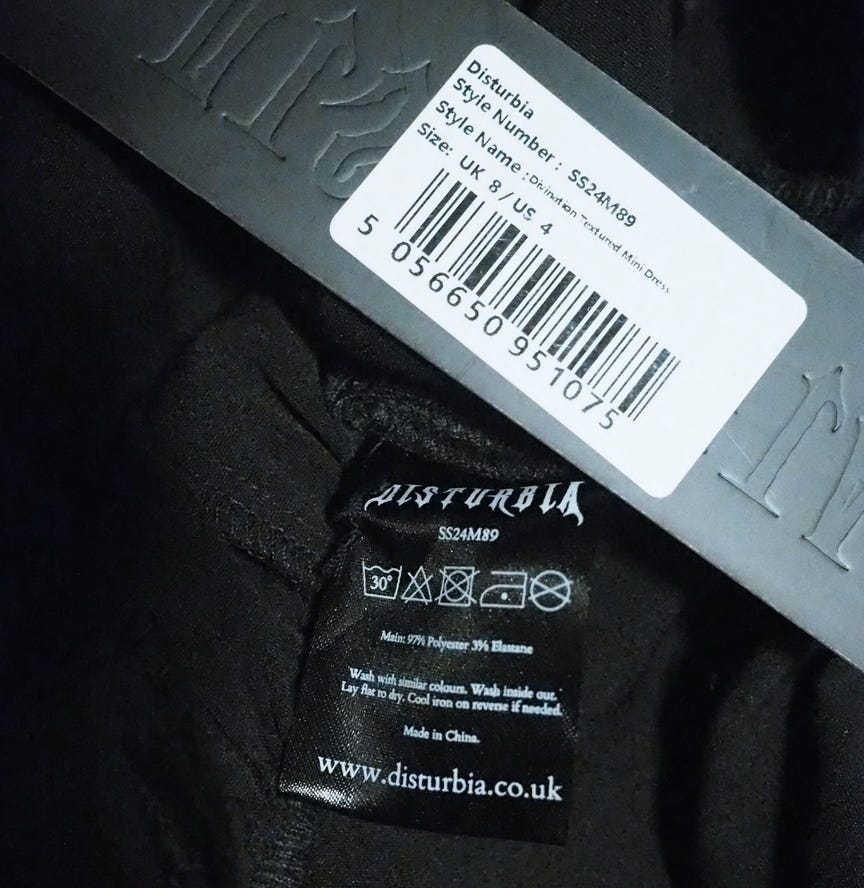 Disturbia
Style Number : SS24M89
Style Name : Divination Textured Mini Dress
Size: UK 8 / US 4
5 056650 951075
DISTURBIA
SS24M89
30°
Main: 97% Polyester 3% Elastane
Wash with similar colours. Wash inside out.
Lay flat to dry. Cool iron on reverse if needed.
Made in China.
www.disturbia.co.uk